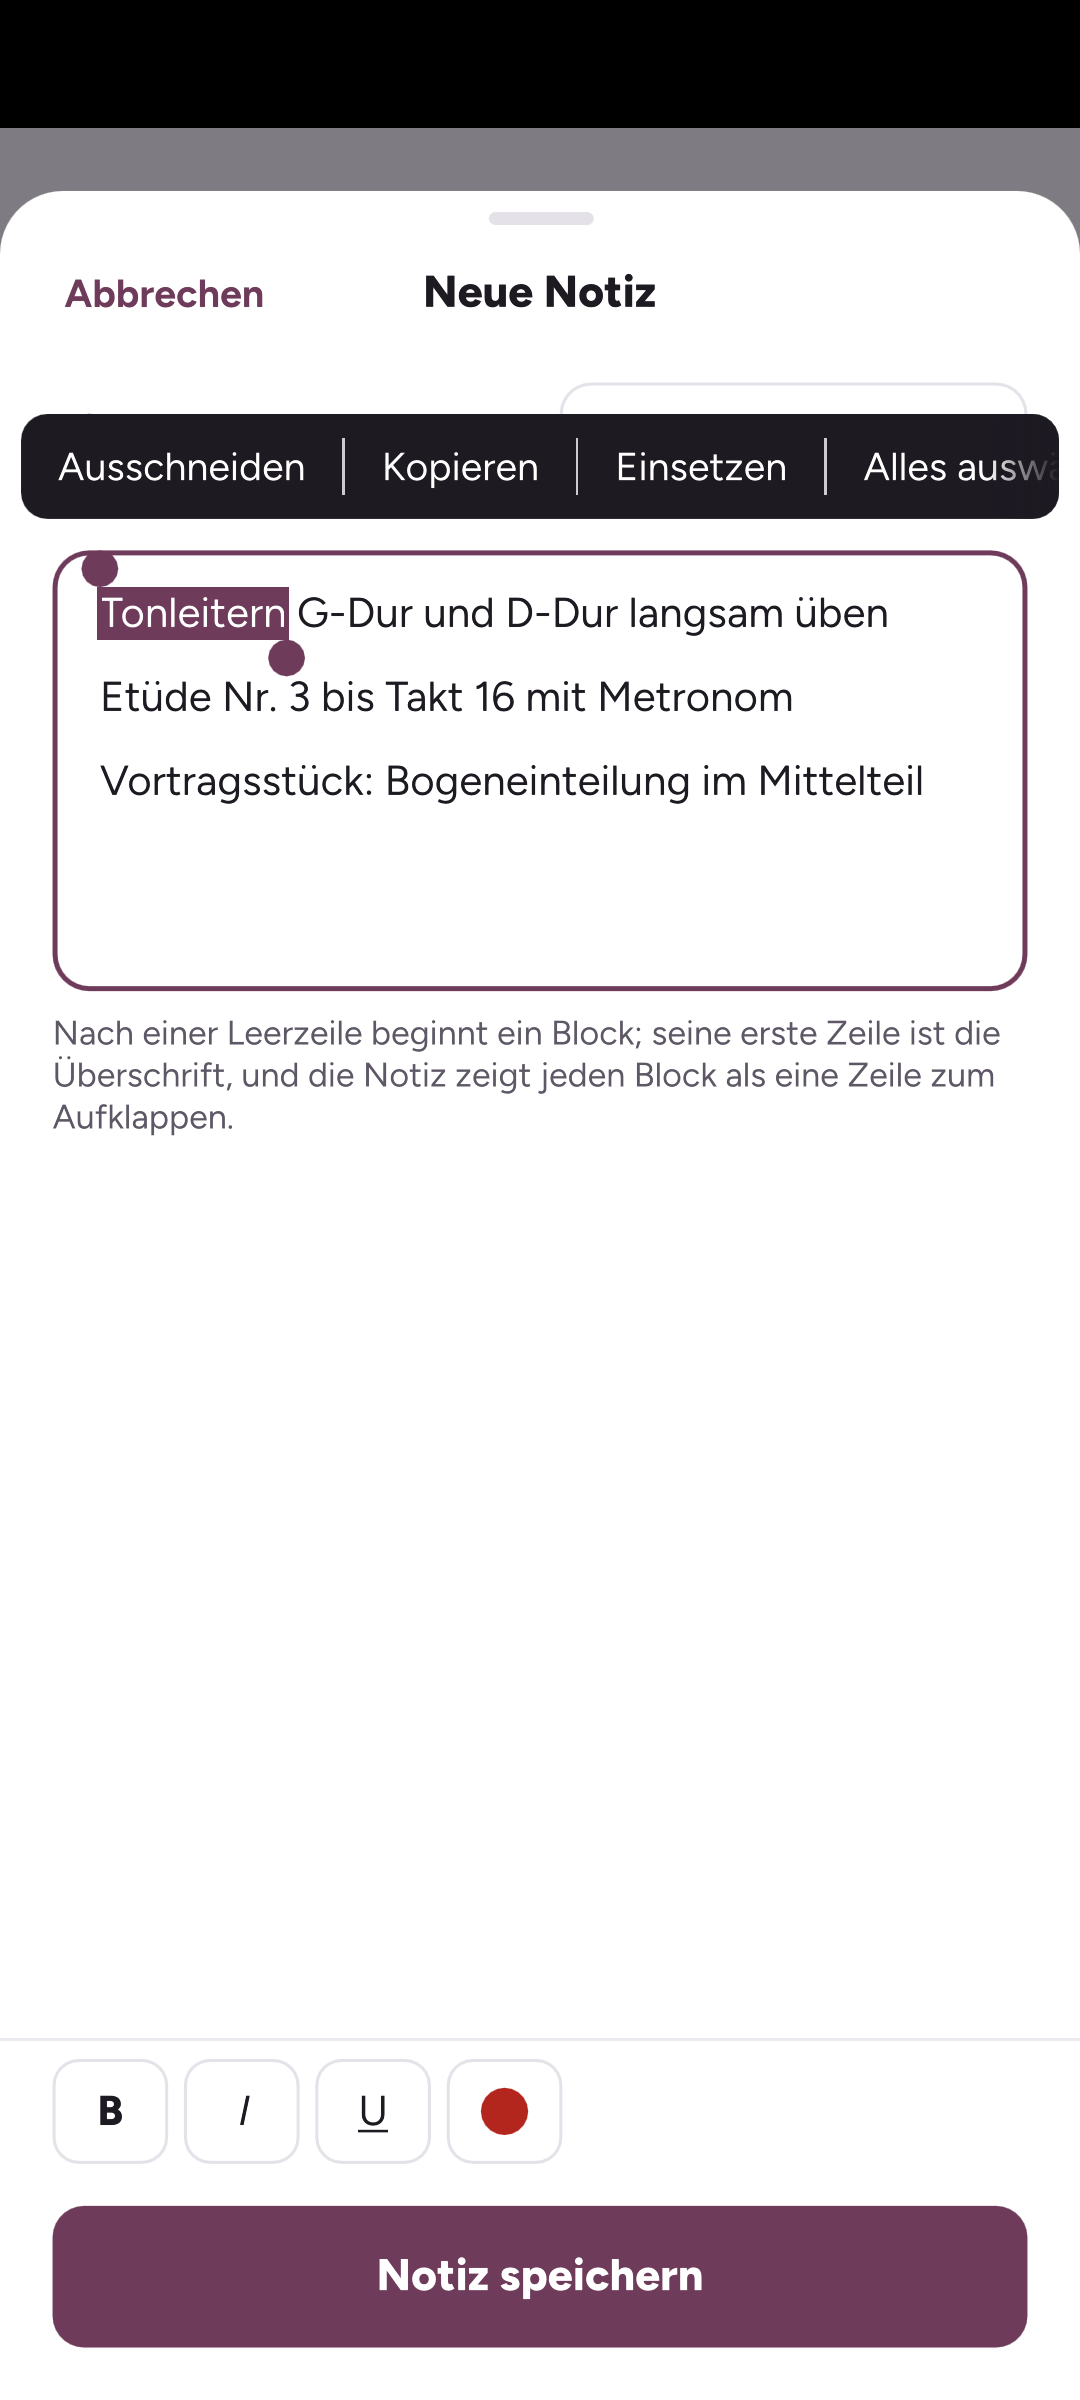 Abbrechen
Neue Notiz
Ausschneiden
Kopieren
Einsetzen
Alles
Tonleitern G-Dur und D-Dur langsam üben
Etüde Nr. 3 bis Takt 16 mit Metronom
Vortragsstück: Bogeneinteilung im Mittelteil
Nach einer Leerzeile beginnt ein Block; seine erste Zeile ist die
Überschrift, und die Notiz zeigt jeden Block als eine Zeile zum
Aufklappen.
B
I
U
Notiz speichern